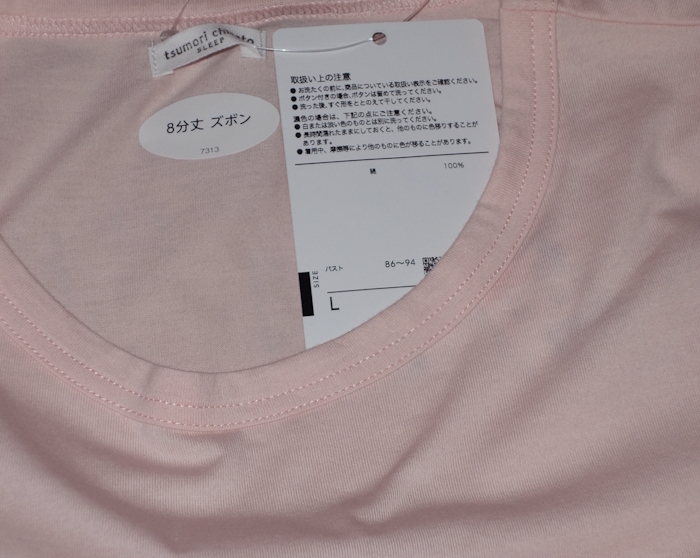 tsumori chisato
SLEEP
8分丈 ズボン
7313
取扱い上の注意
● お洗たくの前に、商品についている取扱い表示をご確認ください。
● ボタン付きの場合、ボタンは留めて洗ってください。
● 洗った後、すぐ形をととのえて干してください。
濃色の場合は、下記の点にご注意ください。
● 白または淡い色のものとは別に洗ってください。
● 長時間濡れたままにしておくと、他のものに色移りすることが
あります。
● 着用中、摩擦等により他のものに色が移ることがあります。
綿 100%
バスト 86〜94
SIZE
L